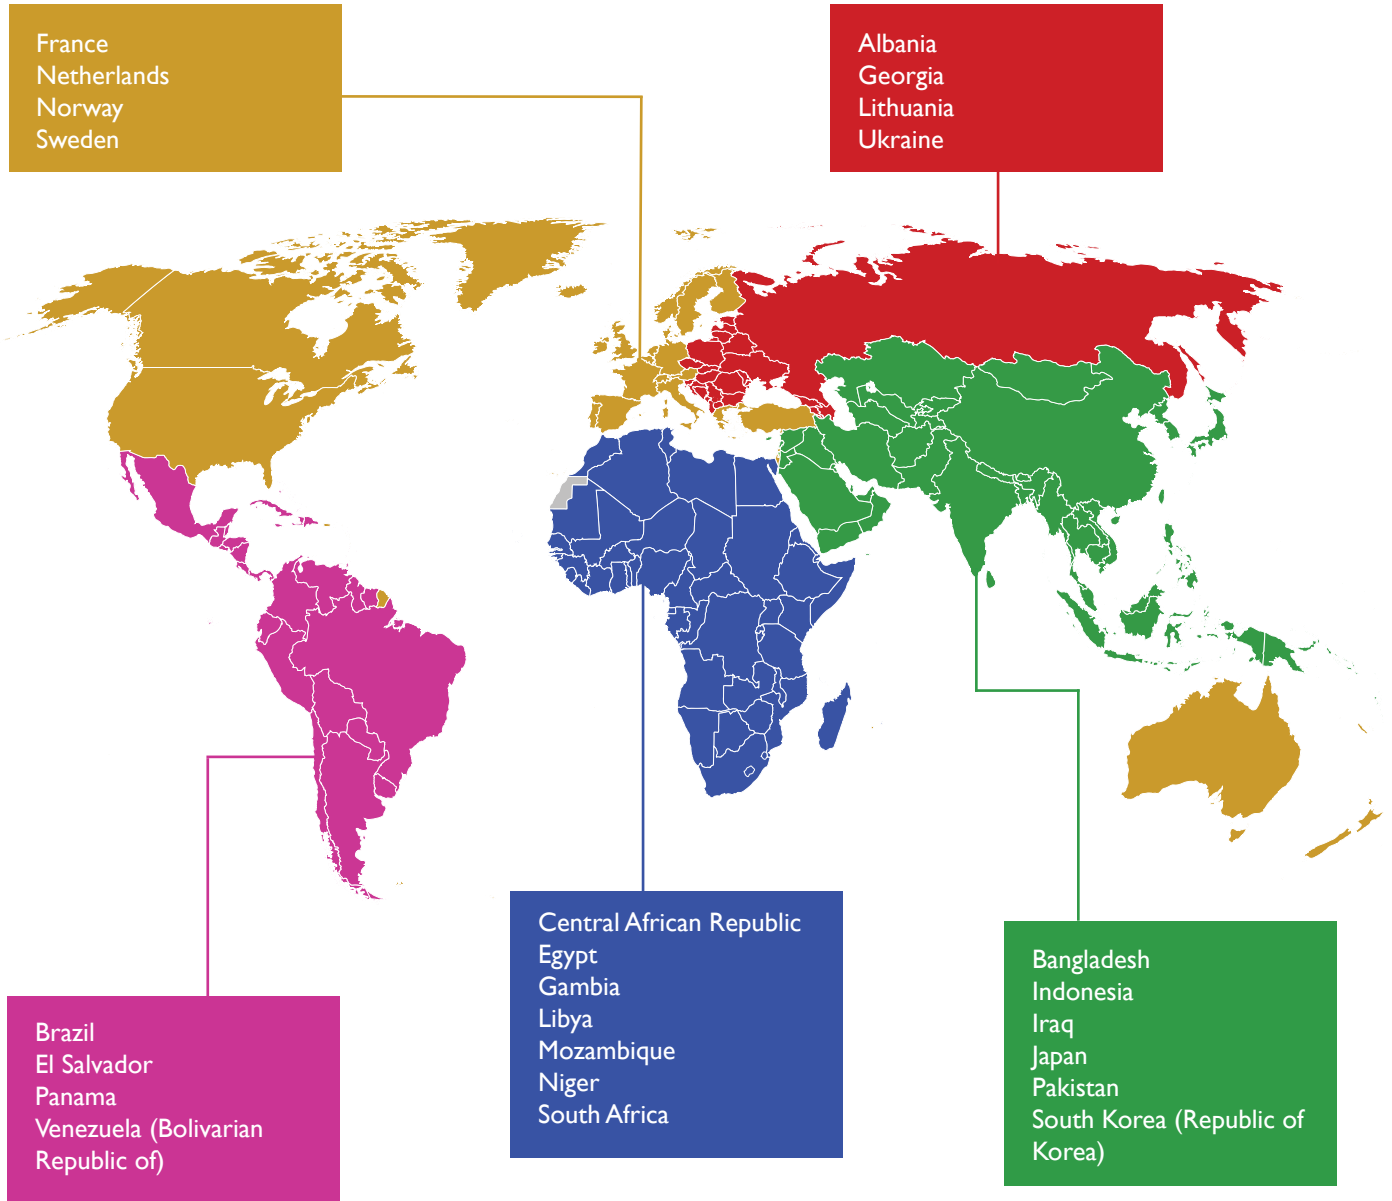 France
Netherlands
Norway
Sweden
Albania
Georgia
Lithuania
Ukraine
Brazil
El Salvador
Panama
Venezuela (Bolivarian
Republic of)
Central African Republic
Egypt
Gambia
Libya
Mozambique
Niger
South Africa
Bangladesh
Indonesia
Iraq
Japan
Pakistan
South Korea (Republic of
Korea)